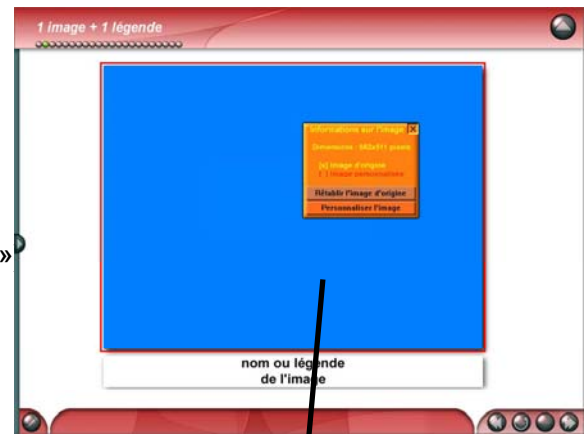 1 image + 1 légende
Informations sur l'image X
Dimensions : 562x311 pixels
[x] Image d'origine
[ ] Image personnalisée
Rétablir l'image d'origine
Personnaliser l'image
»
nom ou légende
de l'image